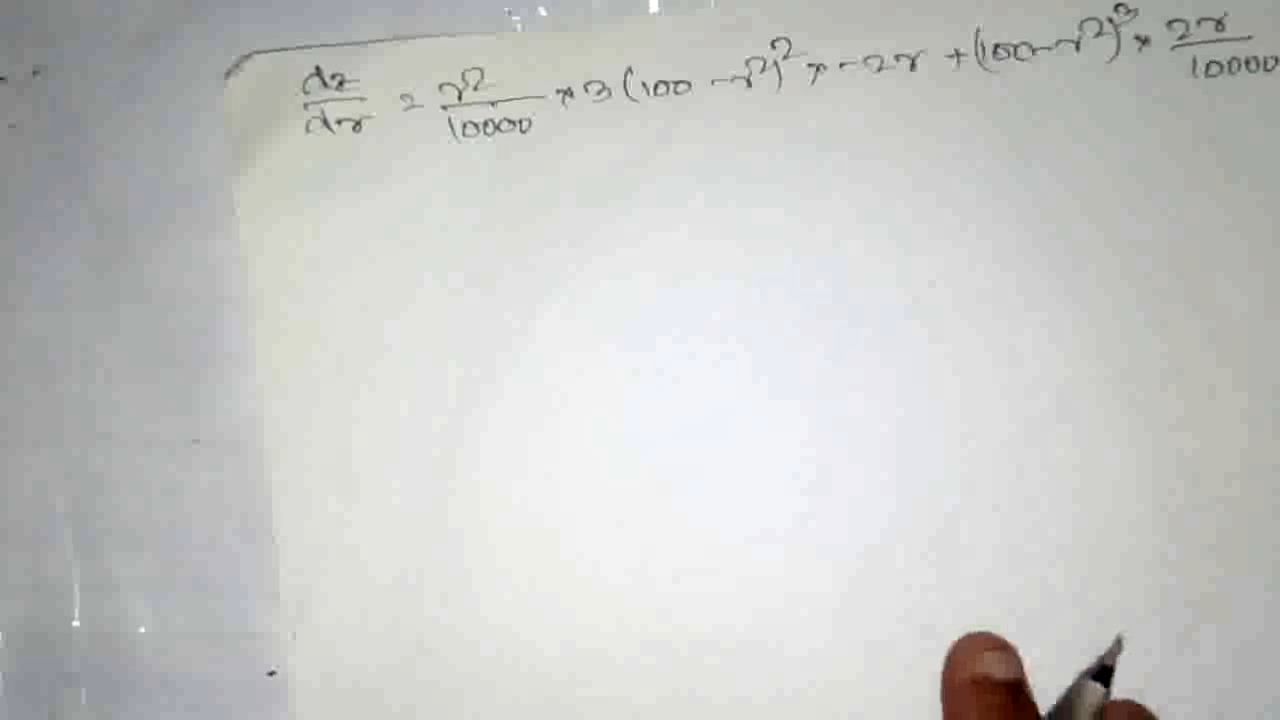 dz/dr = r²/10000 * 3(100 - r²)² * -2r + (100 - r²)³ * 2r/10000